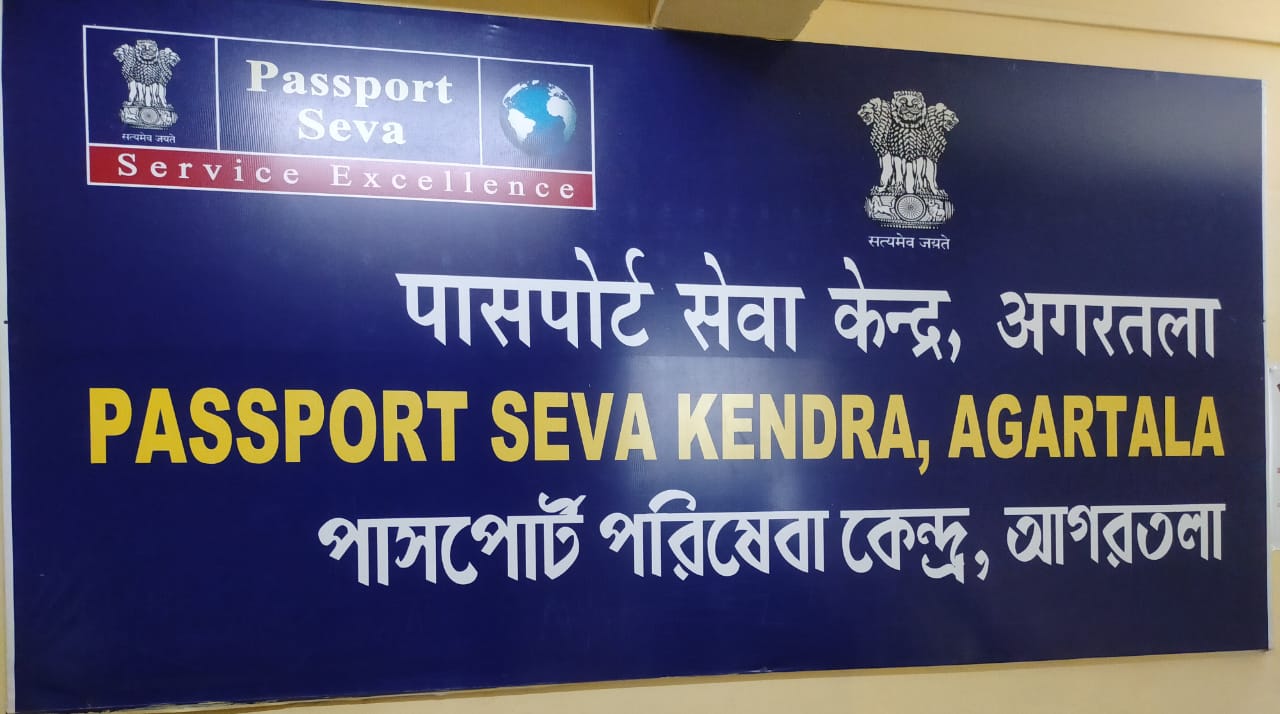 Passport
Seva
सत्यमेव जयते
Service Excellence
सत्यमेव जयते
पासपोर्ट सेवा केन्द्र, अगरतला
PASSPORT SEVA KENDRA, AGARTALA
পাসপোর্ট পরিষেবা কেন্দ্র, আগরতলা